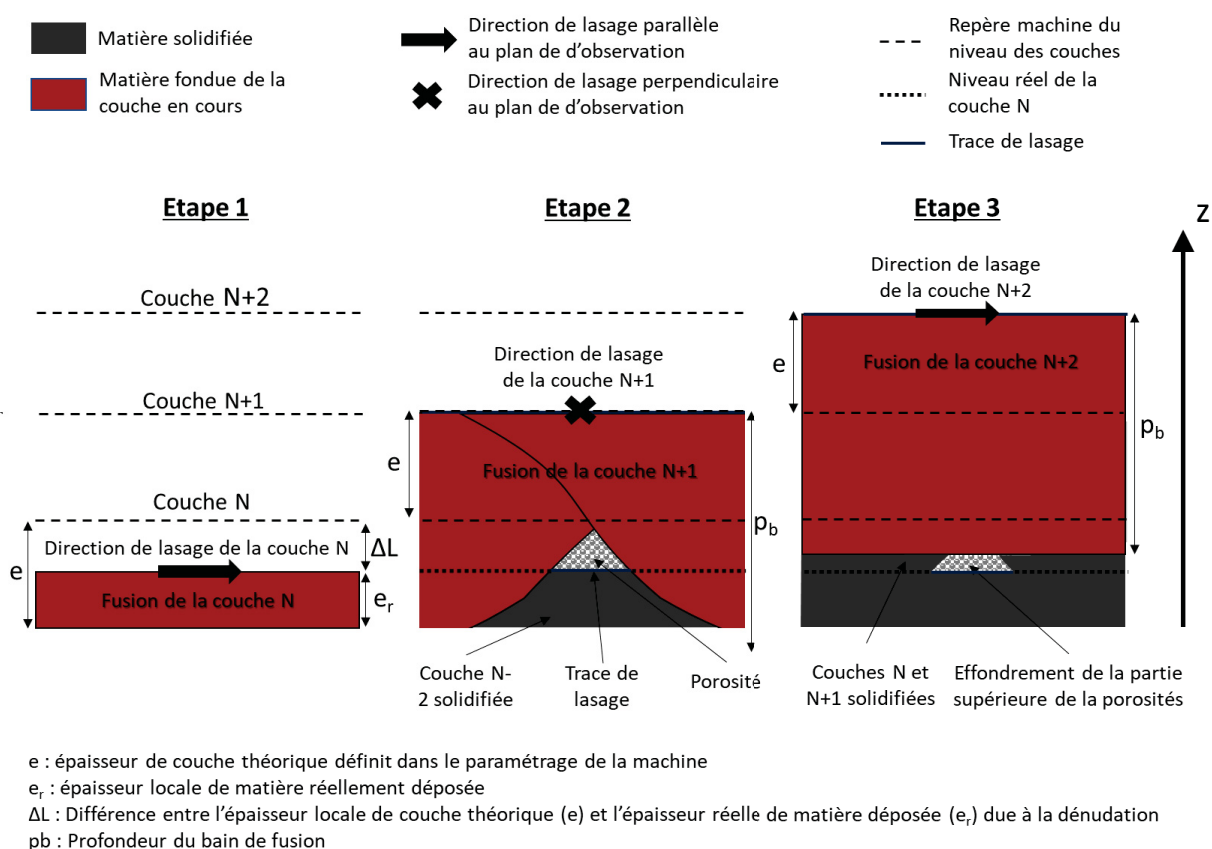 Matière solidifiée
Matière fondue de la
couche en cours
Direction de lasage parallèle
au plan de d’observation
Direction de lasage perpendiculaire
au plan de d’observation
Repère machine du
niveau des couches
Niveau réel de la
couche N
Trace de lasage
Etape 1
Couche N+2
Couche N+1
Couche N
Direction de lasage de la couche N
Fusion de la couche N
e
ΔL
er
Etape 2
Direction de lasage
de la couche N+1
e
Fusion de la couche N+1
pb
Couche N-
2 solidifiée
Trace de
lasage
Porosité
Etape 3
Direction de lasage
de la couche N+2
e
Fusion de la couche N+2
pb
Couches N et
N+1 solidifiées
Effondrement de la partie
supérieure de la porosités
Z
e : épaisseur de couche théorique définit dans le paramétrage de la machine
er : épaisseur locale de matière réellement déposée
ΔL : Différence entre l’épaisseur locale de couche théorique (e) et l’épaisseur réelle de matière déposée (er) due à la dénudation
pb : Profondeur du bain de fusion